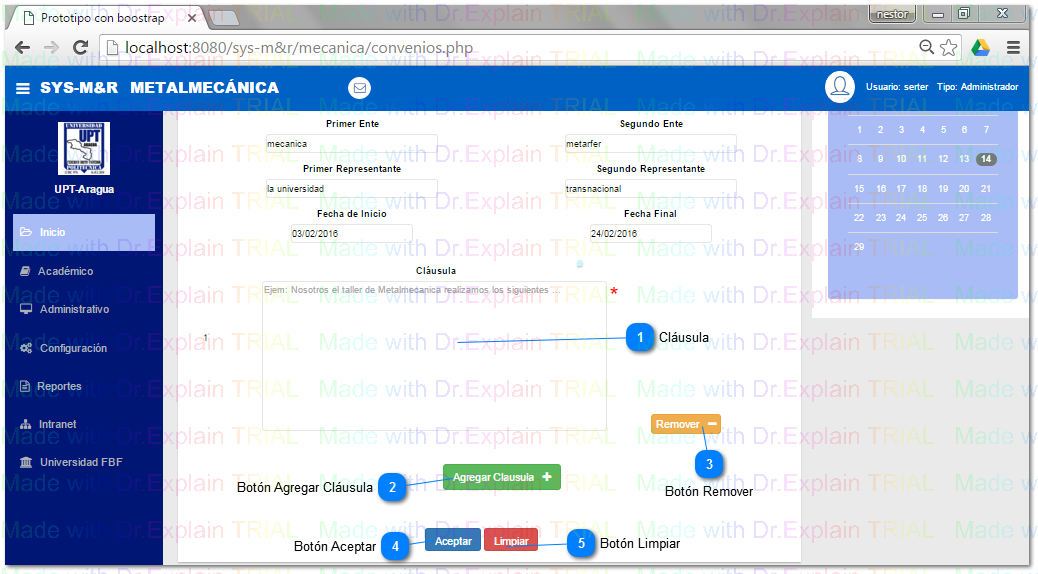 Prototipo con boostrap
nestor
localhost:8080/sys-m&r/mecanica/convenios.php
SYS-M&R METALMECÁNICA
Usuario: serter Tipo: Administrador
UNIVERSIDAD
UPT
ARAGUA
UPT-Aragua
Inicio
Académico
Administrativo
Configuración
Reportes
Intranet
Universidad FBF
Primer Ente
Segundo Ente
mecanica
metarfer
Primer Representante
Segundo Representante
la universidad
transnacional
Fecha de Inicio
Fecha Final
03/02/2016
24/02/2016
Cláusula
Ejem: Nosotros el taller de Metalmecanica realizamos los siguientes ...
*
1
1 Cláusula
Remover
3
Botón Remover
Agregar Clausula +
Botón Agregar Cláusula 2
Botón Aceptar 4
Aceptar
Limpiar
5 Botón Limpiar
1 2 3 4 5 6 7
8 9 10 11 12 13 14
15 16 17 18 19 20 21
22 23 24 25 26 27 28
29
Made with Dr.Explain TRIAL